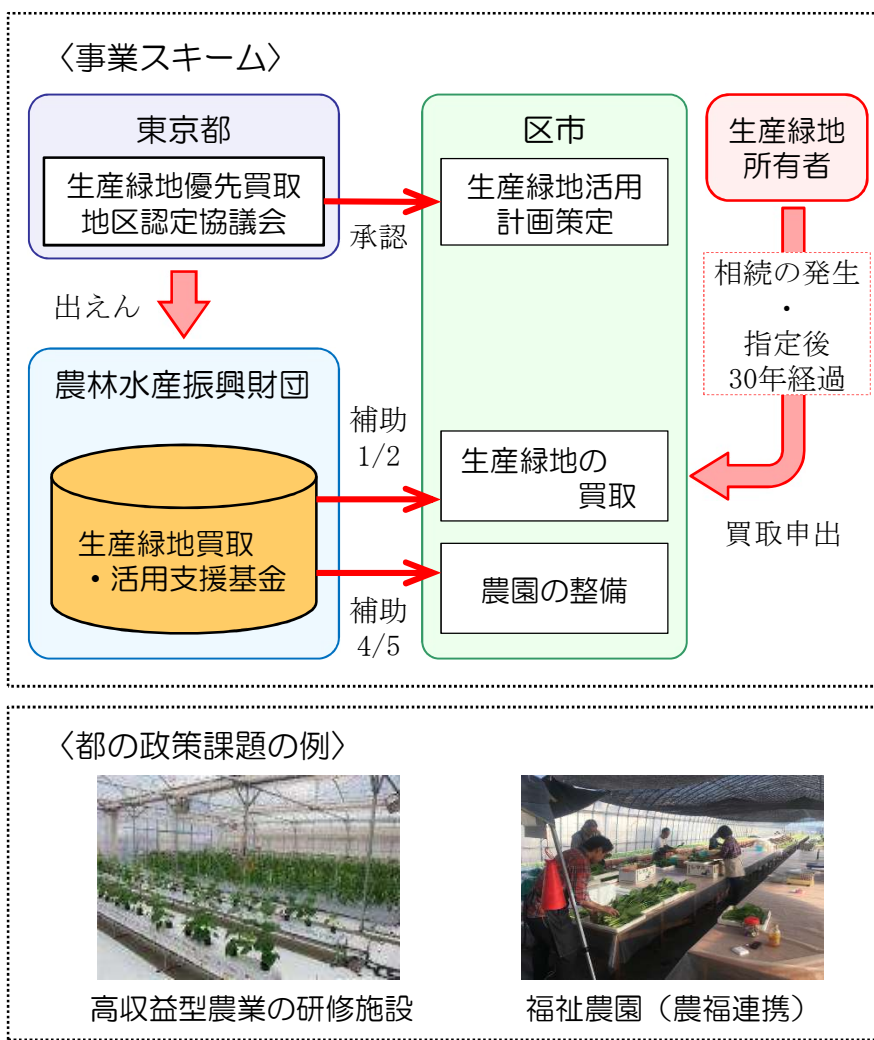 〈事業スキーム〉
東京都
生産緑地優先買取
地区認定協議会
承認
区市
生産緑地活用
計画策定
生産緑地
所有者
相続の発生
・
指定後
30年経過
出えん
農林水産振興財団
生産緑地買取
・活用支援基金
補助
1/2
生産緑地の
買取
買取申出
補助
4/5
農園の整備
〈都の政策課題の例〉
高収益型農業の研修施設
福祉農園（農福連携）